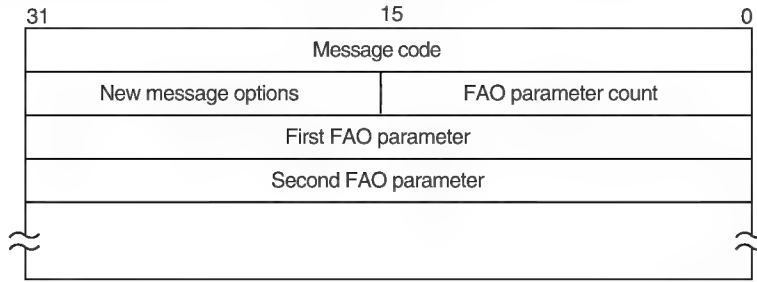 31 15 0
Message code
New message options FAO parameter count
First FAO parameter
Second FAO parameter